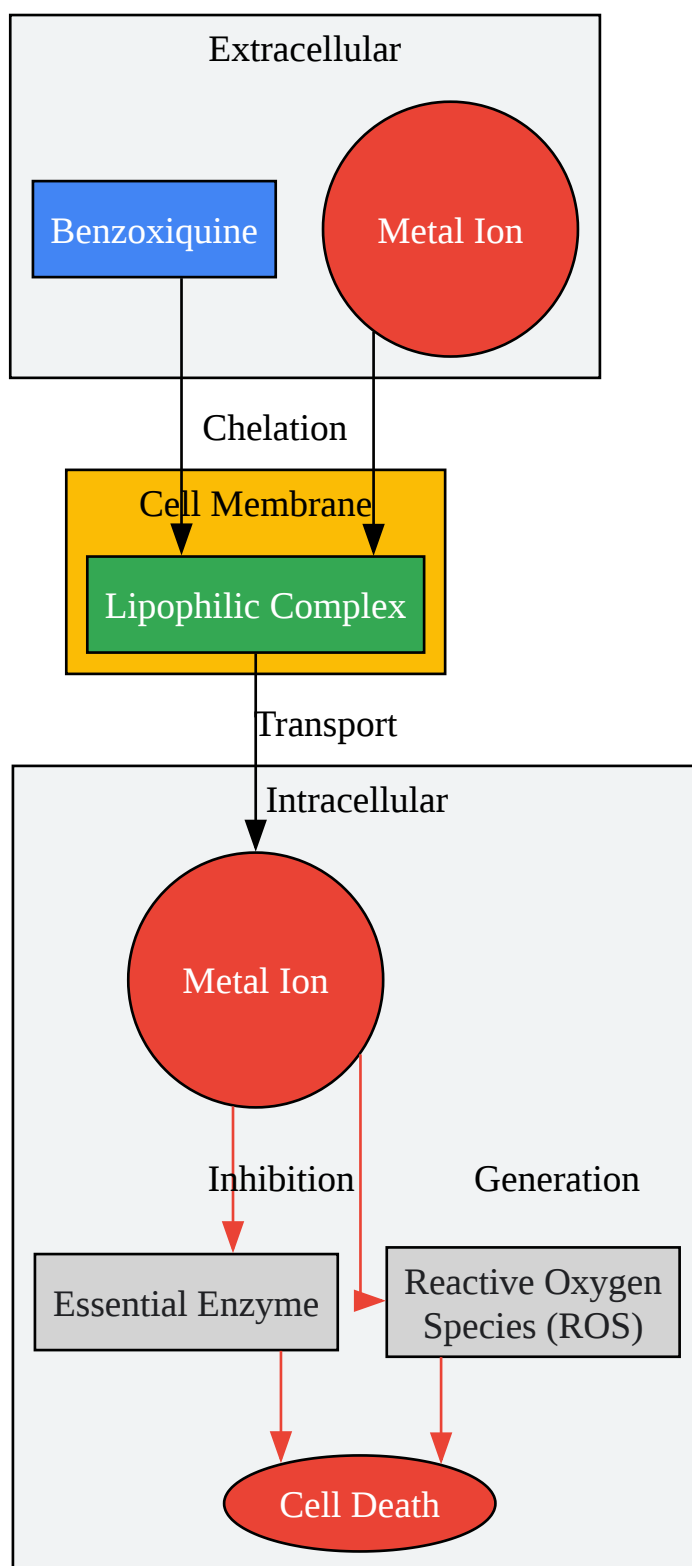 Extracellular
Benzoxiquine
Metal Ion
Chelation
Cell Membrane
Lipophilic Complex
Transport
Intracellular
Metal Ion
Inhibition
Generation
Essential Enzyme
Reactive Oxygen
Species (ROS)
Cell Death